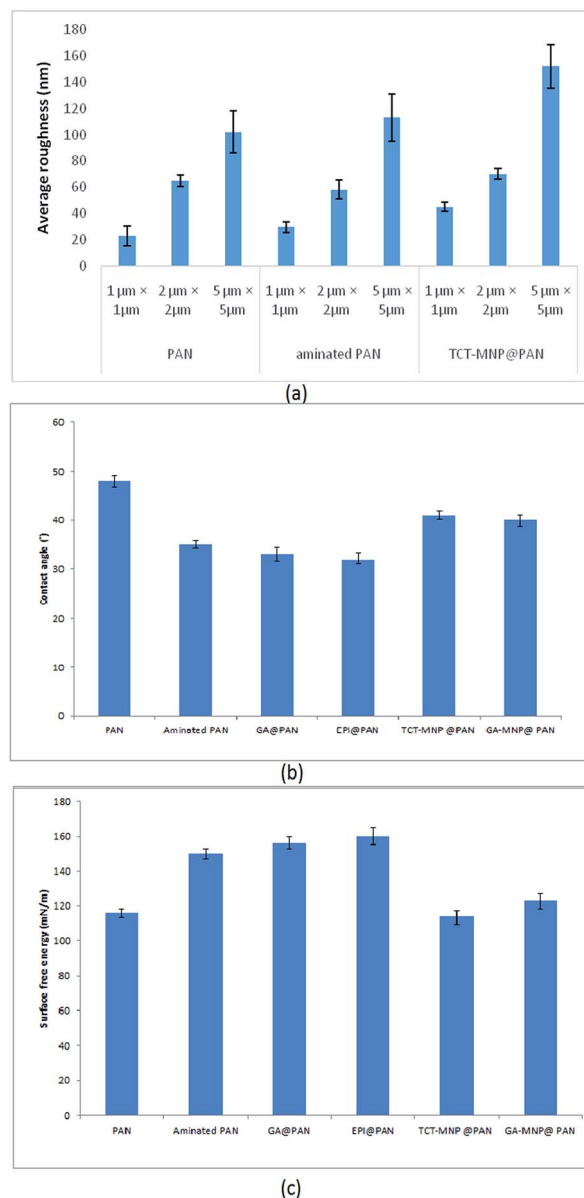 Average roughness (nm)
180
160
140
120
100
80
60
40
20
0
1 µm × 1µm
2 µm × 2µm
5 µm × 5µm
1 µm × 1µm
2 µm × 2µm
5 µm × 5µm
1 µm × 1µm
2 µm × 2µm
5 µm × 5µm
PAN
aminated PAN
TCT-MNP@PAN
(a)
Contact angle (°)
60
50
40
30
20
10
0
PAN
Aminated PAN
GA@PAN
EPI@PAN
TCT-MNP @PAN
GA-MNP@ PAN
(b)
Surface free energy (mN/m)
180
160
140
120
100
80
60
40
20
0
PAN
Aminated PAN
GA@PAN
EPI@PAN
TCT-MNP @PAN
GA-MNP@ PAN
(c)